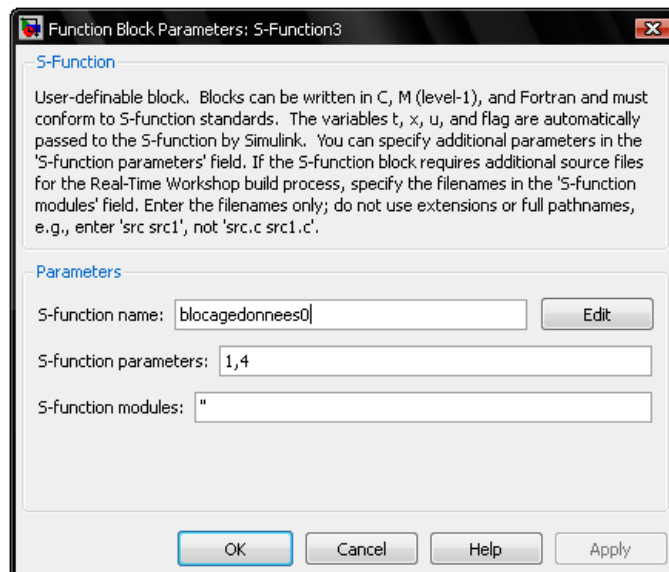 Function Block Parameters: S-Function3
S-Function
User-definable block. Blocks can be written in C, M (level-1), and Fortran and must
conform to S-function standards. The variables t, x, u, and flag are automatically
passed to the S-function by Simulink. You can specify additional parameters in the
'S-function parameters' field. If the S-function block requires additional source files
for the Real-Time Workshop build process, specify the filenames in the 'S-function
modules' field. Enter the filenames only; do not use extensions or full pathnames,
e.g., enter 'src src1', not 'src.c src1.c'.
Parameters
S-function name: blocagedonnees0 Edit
S-function parameters: 1,4
S-function modules: ''
OK Cancel Help Apply